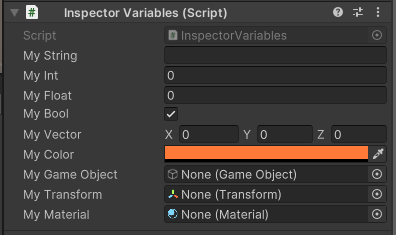 Inspector Variables (Script)
Script InspectorVariables
My String
My Int 0
My Float 0
My Bool
My Vector X 0 Y 0 Z 0
My Color
My Game Object None (Game Object)
My Transform None (Transform)
My Material None (Material)